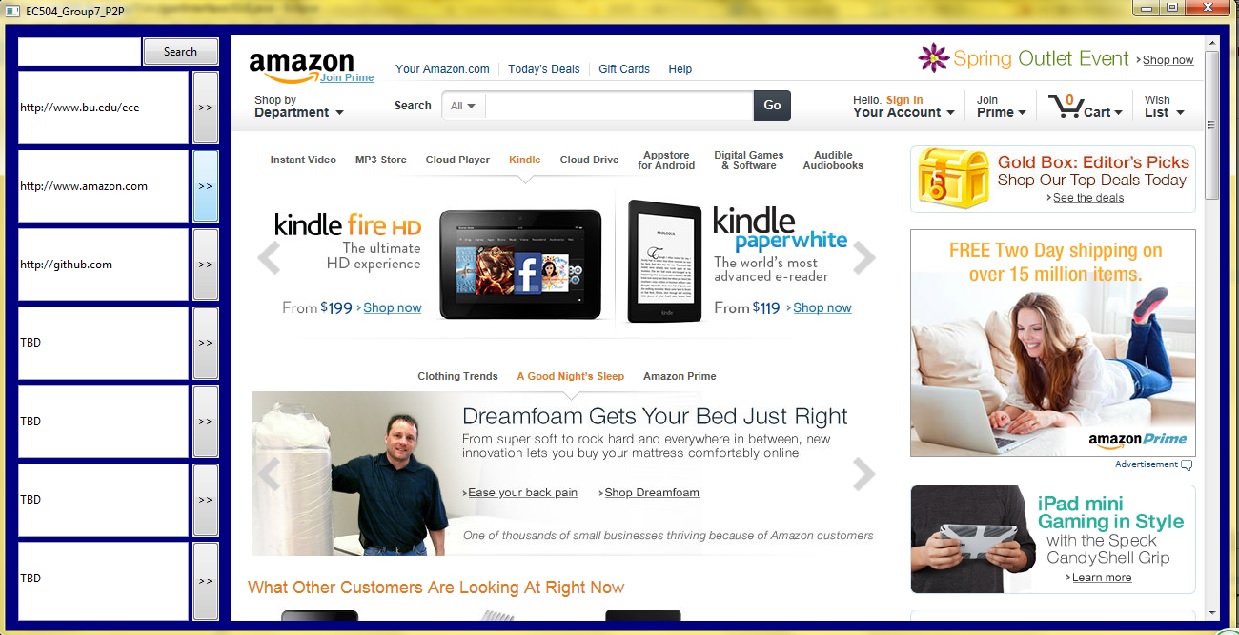 EC504_Group7_P2P
Search
http://www.bu.edu/ece
>>
http://www.amazon.com
>>
http://github.com
>>
TBD
>>
TBD
>>
TBD
>>
TBD
>>
amazon
Join Prime
Your Amazon.com
Today's Deals
Gift Cards
Help
Spring Outlet Event
Shop now
Shop by
Department
Search
All
Go
Hello. Sign in
Your Account
Join
Prime
0
Cart
Wish
List
Instant Video
MP3 Store
Cloud Player
Kindle
Cloud Drive
Appstore
for Android
Digital Games
& Software
Audible
Audiobooks
kindle fire HD
The ultimate
HD experience
From $199 > Shop now
kindle
paperwhite
The world's most
advanced e-reader
From $119 > Shop now
Clothing Trends
A Good Night's Sleep
Amazon Prime
Dreamfoam Gets Your Bed Just Right
From super soft to rock hard and everywhere in between, new
innovation lets you buy your mattress comfortably online
>Ease your back pain
>Shop Dreamfoam
One of thousands of small businesses thriving because of Amazon customers
What Other Customers Are Looking At Right Now
Gold Box: Editor's Picks
Shop Our Top Deals Today
> See the deals
FREE Two Day shipping on
over 15 million items.
amazonPrime
Advertisement
iPad mini
Gaming in Style
with the Speck
CandyShell Grip
> Learn more